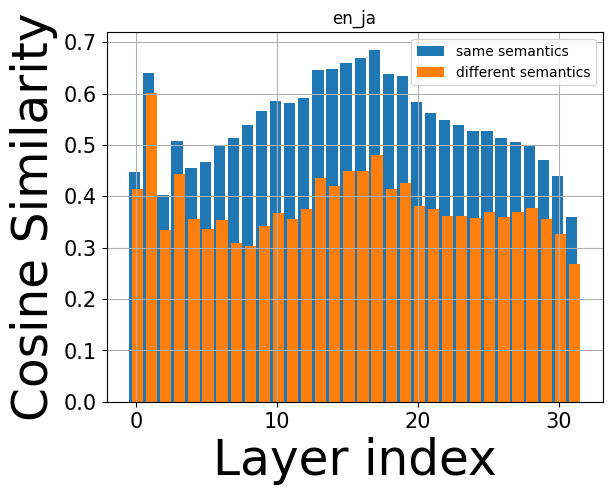 en_ja
same semantics
different semantics
Cosine Similarity
0.7
0.6
0.5
0.4
0.3
0.2
0.1
0.0
0 10 20 30
Layer index